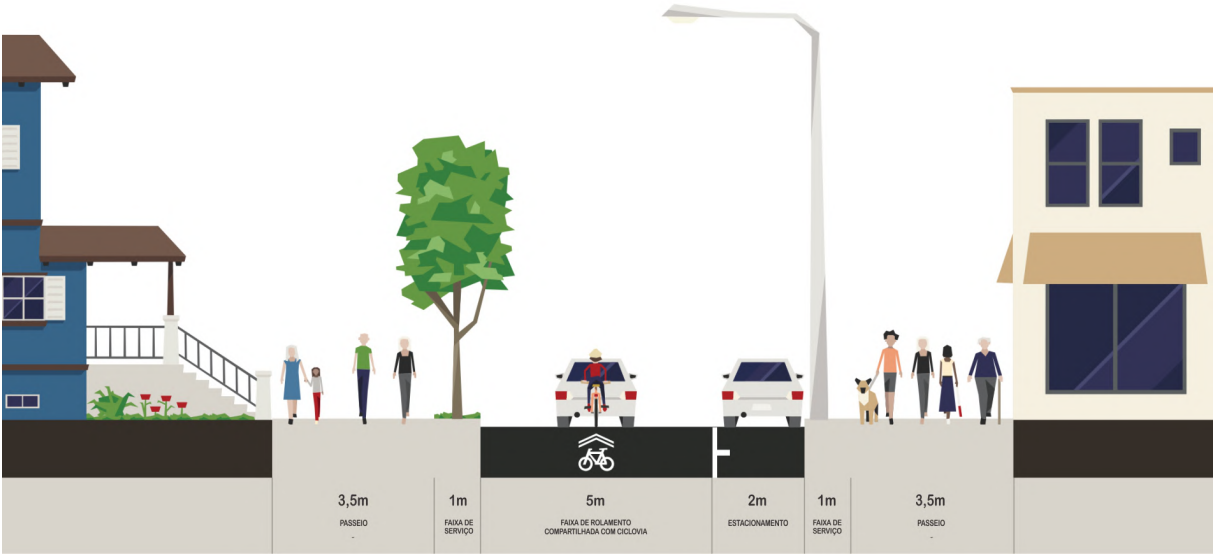 3,5m
PASSEIO
-
1m
FAIXA DE
SERVIÇO
5m
FAIXA DE ROLAMENTO
COMPARTILHADA COM CICLOVIA
2m
ESTACIONAMENTO
1m
FAIXA DE
SERVIÇO
3,5m
PASSEIO
-